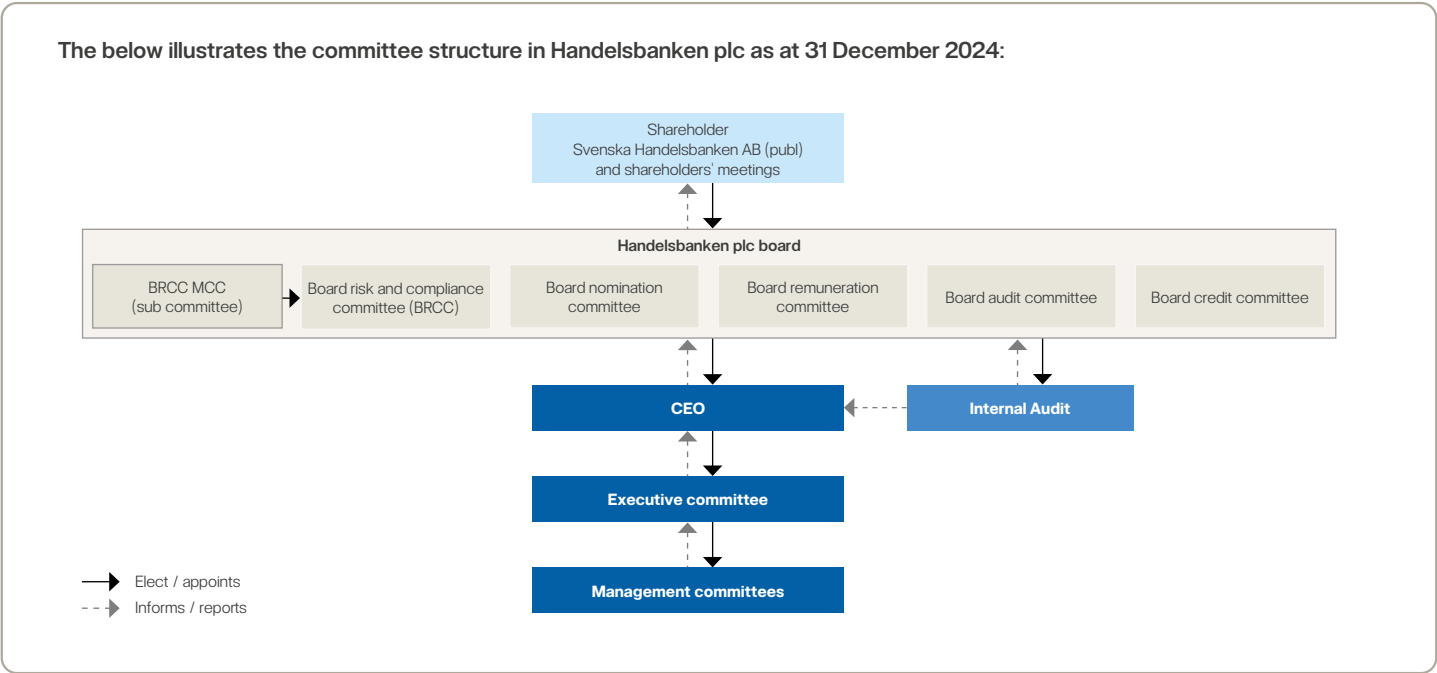 The below illustrates the committee structure in Handelsbanken plc as at 31 December 2024:
Shareholder
Svenska Handelsbanken AB (publ)
and shareholders' meetings
Handelsbanken plc board
BRCC MCC
(sub committee)
Board risk and compliance
committee (BRCC)
Board nomination
committee
Board remuneration
committee
Board audit committee
Board credit committee
CEO
Internal Audit
Executive committee
Management committees
Elect / appoints
Informs / reports